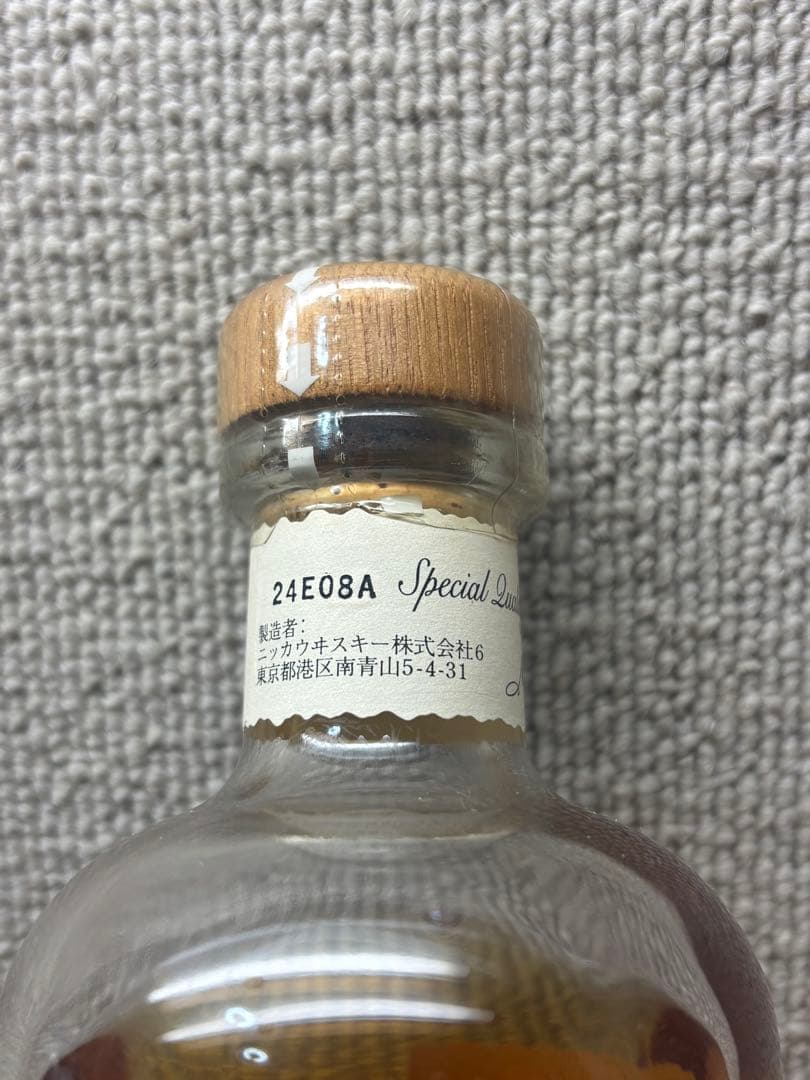 24E08A Special
製造者:
ニッカウヰスキー株式会社6
東京都港区南青山5-4-31